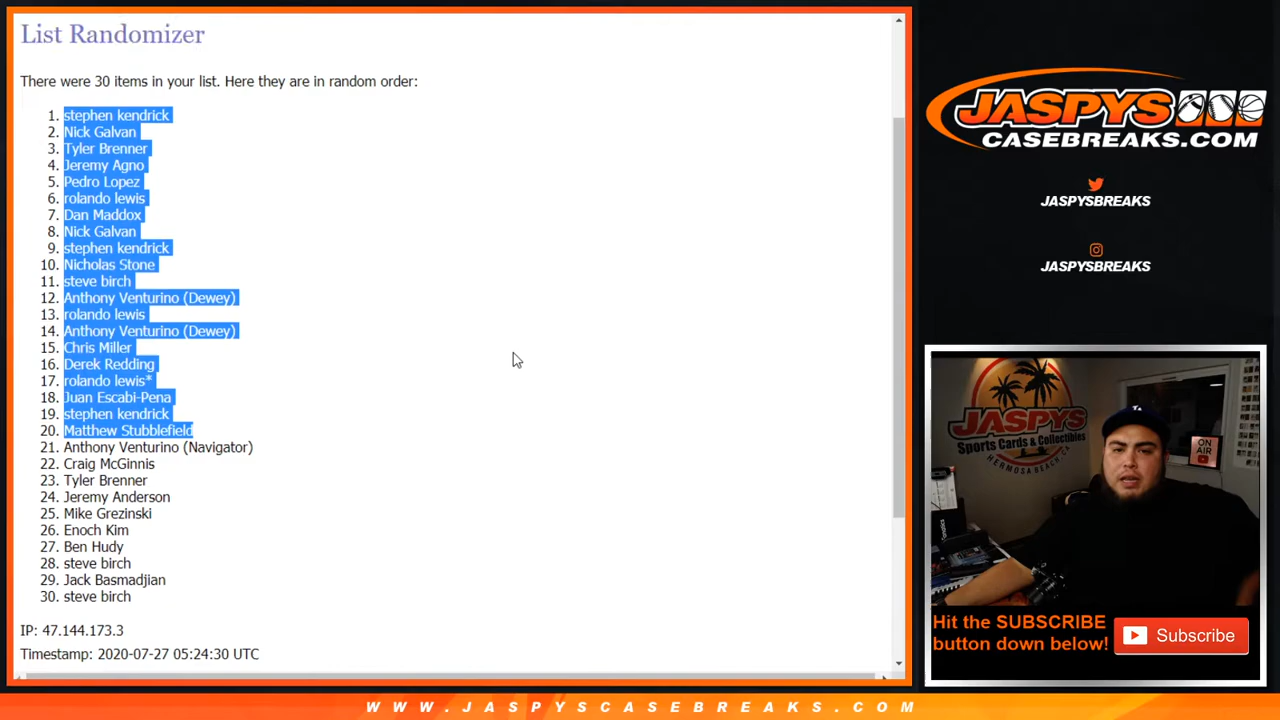 List Randomizer
There were 30 items in your list. Here they are in random order:
1. stephen kendrick
2. Nick Galvan
3. Tyler Brenner
4. Jeremy Agno
5. Pedro Lopez
6. rolando lewis
7. Dan Maddox
8. Nick Galvan
9. stephen kendrick
10. Nicholas Stone
11. steve birch
12. Anthony Venturino (Dewey)
13. rolando lewis
14. Anthony Venturino (Dewey)
15. Chris Miller
16. Derek Redding
17. rolando lewis*
18. Juan Escabi-Pena
19. stephen kendrick
20. Matthew Stubblefield
21. Anthony Venturino (Navigator)
22. Craig McGinnis
23. Tyler Brenner
24. Jeremy Anderson
25. Mike Grezinski
26. Enoch Kim
27. Ben Hudy
28. steve birch
29. Jack Basmadjian
30. steve birch
IP: 47.144.173.3
Timestamp: 2020-07-27 05:24:30 UTC
JASPYS
CASEBREAKS.COM
JASPYSBREAKS
JASPYSBREAKS
JASPYS
Sports Cards & Collectibles
HERMOSA BEACH, CA
ON
AIR
Hit the SUBSCRIBE
button down below!
Subscribe
WWW.JASPYSCASEBREAKS.COM